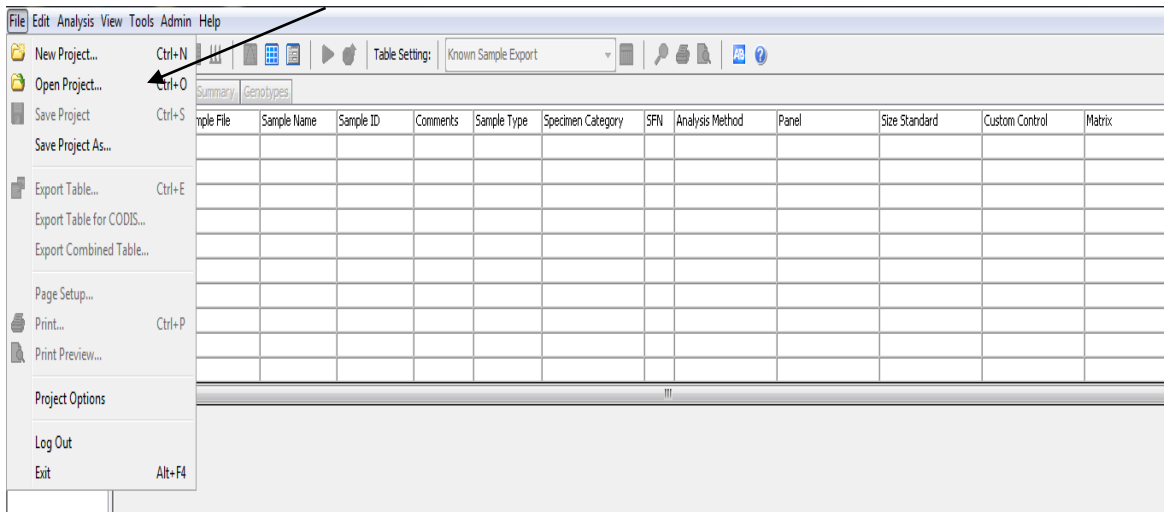 File Edit Analysis View Tools Admin Help
New Project... Ctrl+N
Table Setting: Known Sample Export
Open Project... Ctrl+O
Summary Genotypes
Save Project Ctrl+S
mple File Sample Name Sample ID Comments Sample Type Specimen Category SFN Analysis Method Panel Size Standard Custom Control Matrix
Save Project As...
Export Table... Ctrl+E
Export Table for CODIS...
Export Combined Table...
Page Setup...
Print... Ctrl+P
Print Preview...
Project Options
Log Out
Exit Alt+F4